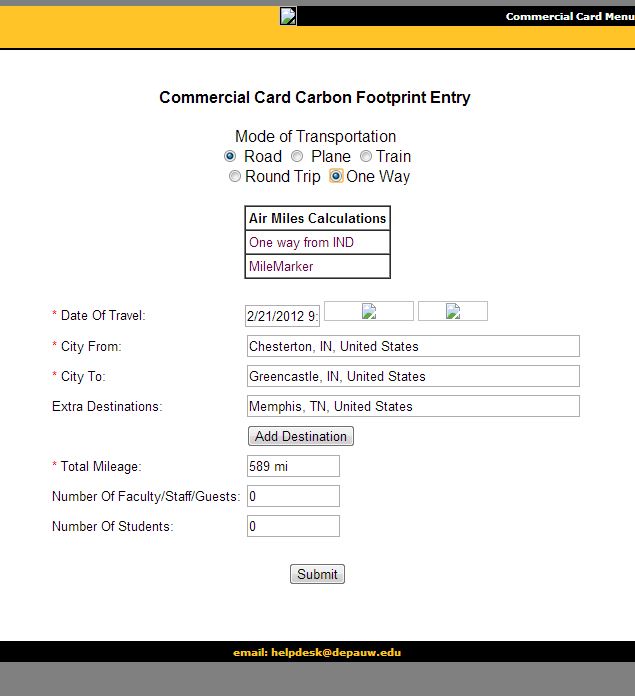 Commercial Card Menu
Commercial Card Carbon Footprint Entry
Mode of Transportation
Road Plane Train
Round Trip One Way
Air Miles Calculations
One way from IND
MileMarker
* Date Of Travel: 2/21/2012 9:
* City From: Chesterton, IN, United States
* City To: Greencastle, IN, United States
Extra Destinations: Memphis, TN, United States
Add Destination
* Total Mileage: 589 mi
Number Of Faculty/Staff/Guests: 0
Number Of Students: 0
Submit
email: helpdesk@depauw.edu